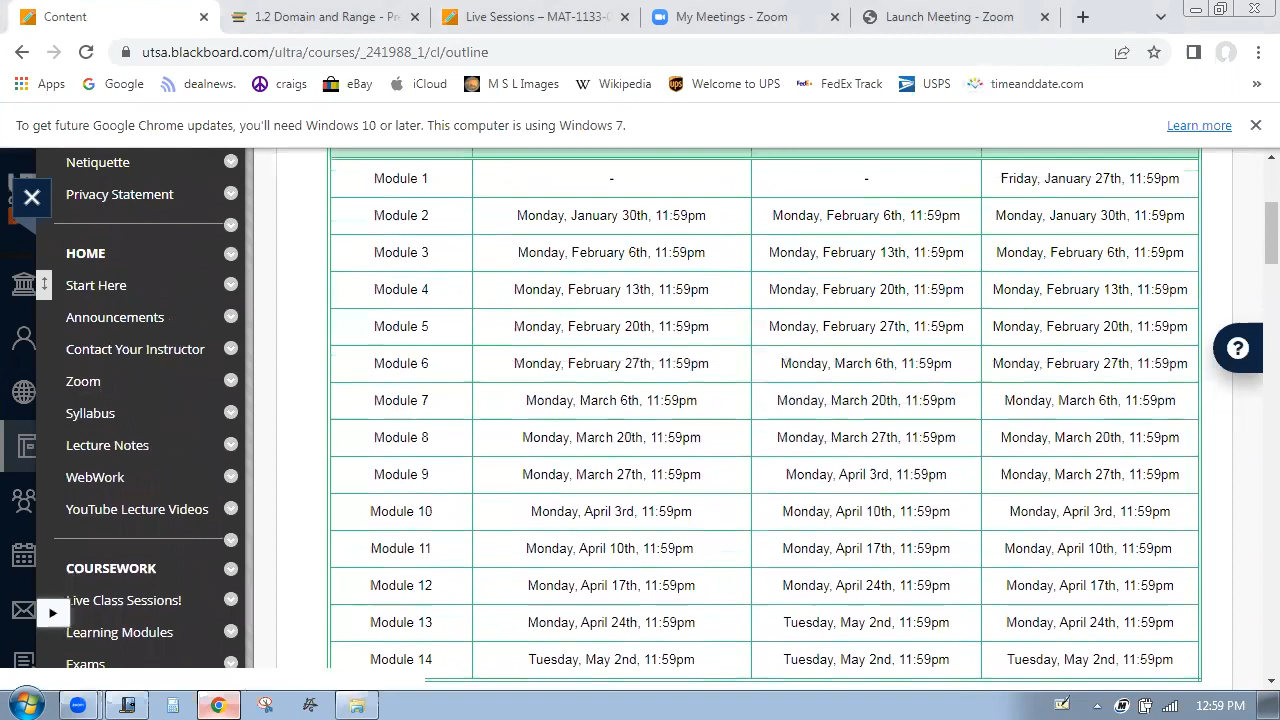 Content
1.2 Domain and Range - Pr
Live Sessions – MAT-1133-0
My Meetings - Zoom
Launch Meeting - Zoom
utsa.blackboard.com/ultra/courses/_241988_1/cl/outline
Apps
Google
dealnews.
craigs
eBay
iCloud
M S L Images
Wikipedia
Welcome to UPS
FedEx Track
USPS
timeanddate.com
To get future Google Chrome updates, you'll need Windows 10 or later. This computer is using Windows 7.
Learn more
Netiquette
Privacy Statement
HOME
Start Here
Announcements
Contact Your Instructor
Zoom
Syllabus
Lecture Notes
WebWork
YouTube Lecture Videos
COURSEWORK
Live Class Sessions!
Learning Modules
Exams
Module 1 - - Friday, January 27th, 11:59pm
Module 2 Monday, January 30th, 11:59pm Monday, February 6th, 11:59pm Monday, January 30th, 11:59pm
Module 3 Monday, February 6th, 11:59pm Monday, February 13th, 11:59pm Monday, February 6th, 11:59pm
Module 4 Monday, February 13th, 11:59pm Monday, February 20th, 11:59pm Monday, February 13th, 11:59pm
Module 5 Monday, February 20th, 11:59pm Monday, February 27th, 11:59pm Monday, February 20th, 11:59pm
Module 6 Monday, February 27th, 11:59pm Monday, March 6th, 11:59pm Monday, February 27th, 11:59pm
Module 7 Monday, March 6th, 11:59pm Monday, March 20th, 11:59pm Monday, March 6th, 11:59pm
Module 8 Monday, March 20th, 11:59pm Monday, March 27th, 11:59pm Monday, March 20th, 11:59pm
Module 9 Monday, March 27th, 11:59pm Monday, April 3rd, 11:59pm Monday, March 27th, 11:59pm
Module 10 Monday, April 3rd, 11:59pm Monday, April 10th, 11:59pm Monday, April 3rd, 11:59pm
Module 11 Monday, April 10th, 11:59pm Monday, April 17th, 11:59pm Monday, April 10th, 11:59pm
Module 12 Monday, April 17th, 11:59pm Monday, April 24th, 11:59pm Monday, April 17th, 11:59pm
Module 13 Monday, April 24th, 11:59pm Tuesday, May 2nd, 11:59pm Monday, April 24th, 11:59pm
Module 14 Tuesday, May 2nd, 11:59pm Tuesday, May 2nd, 11:59pm Tuesday, May 2nd, 11:59pm
12:59 PM